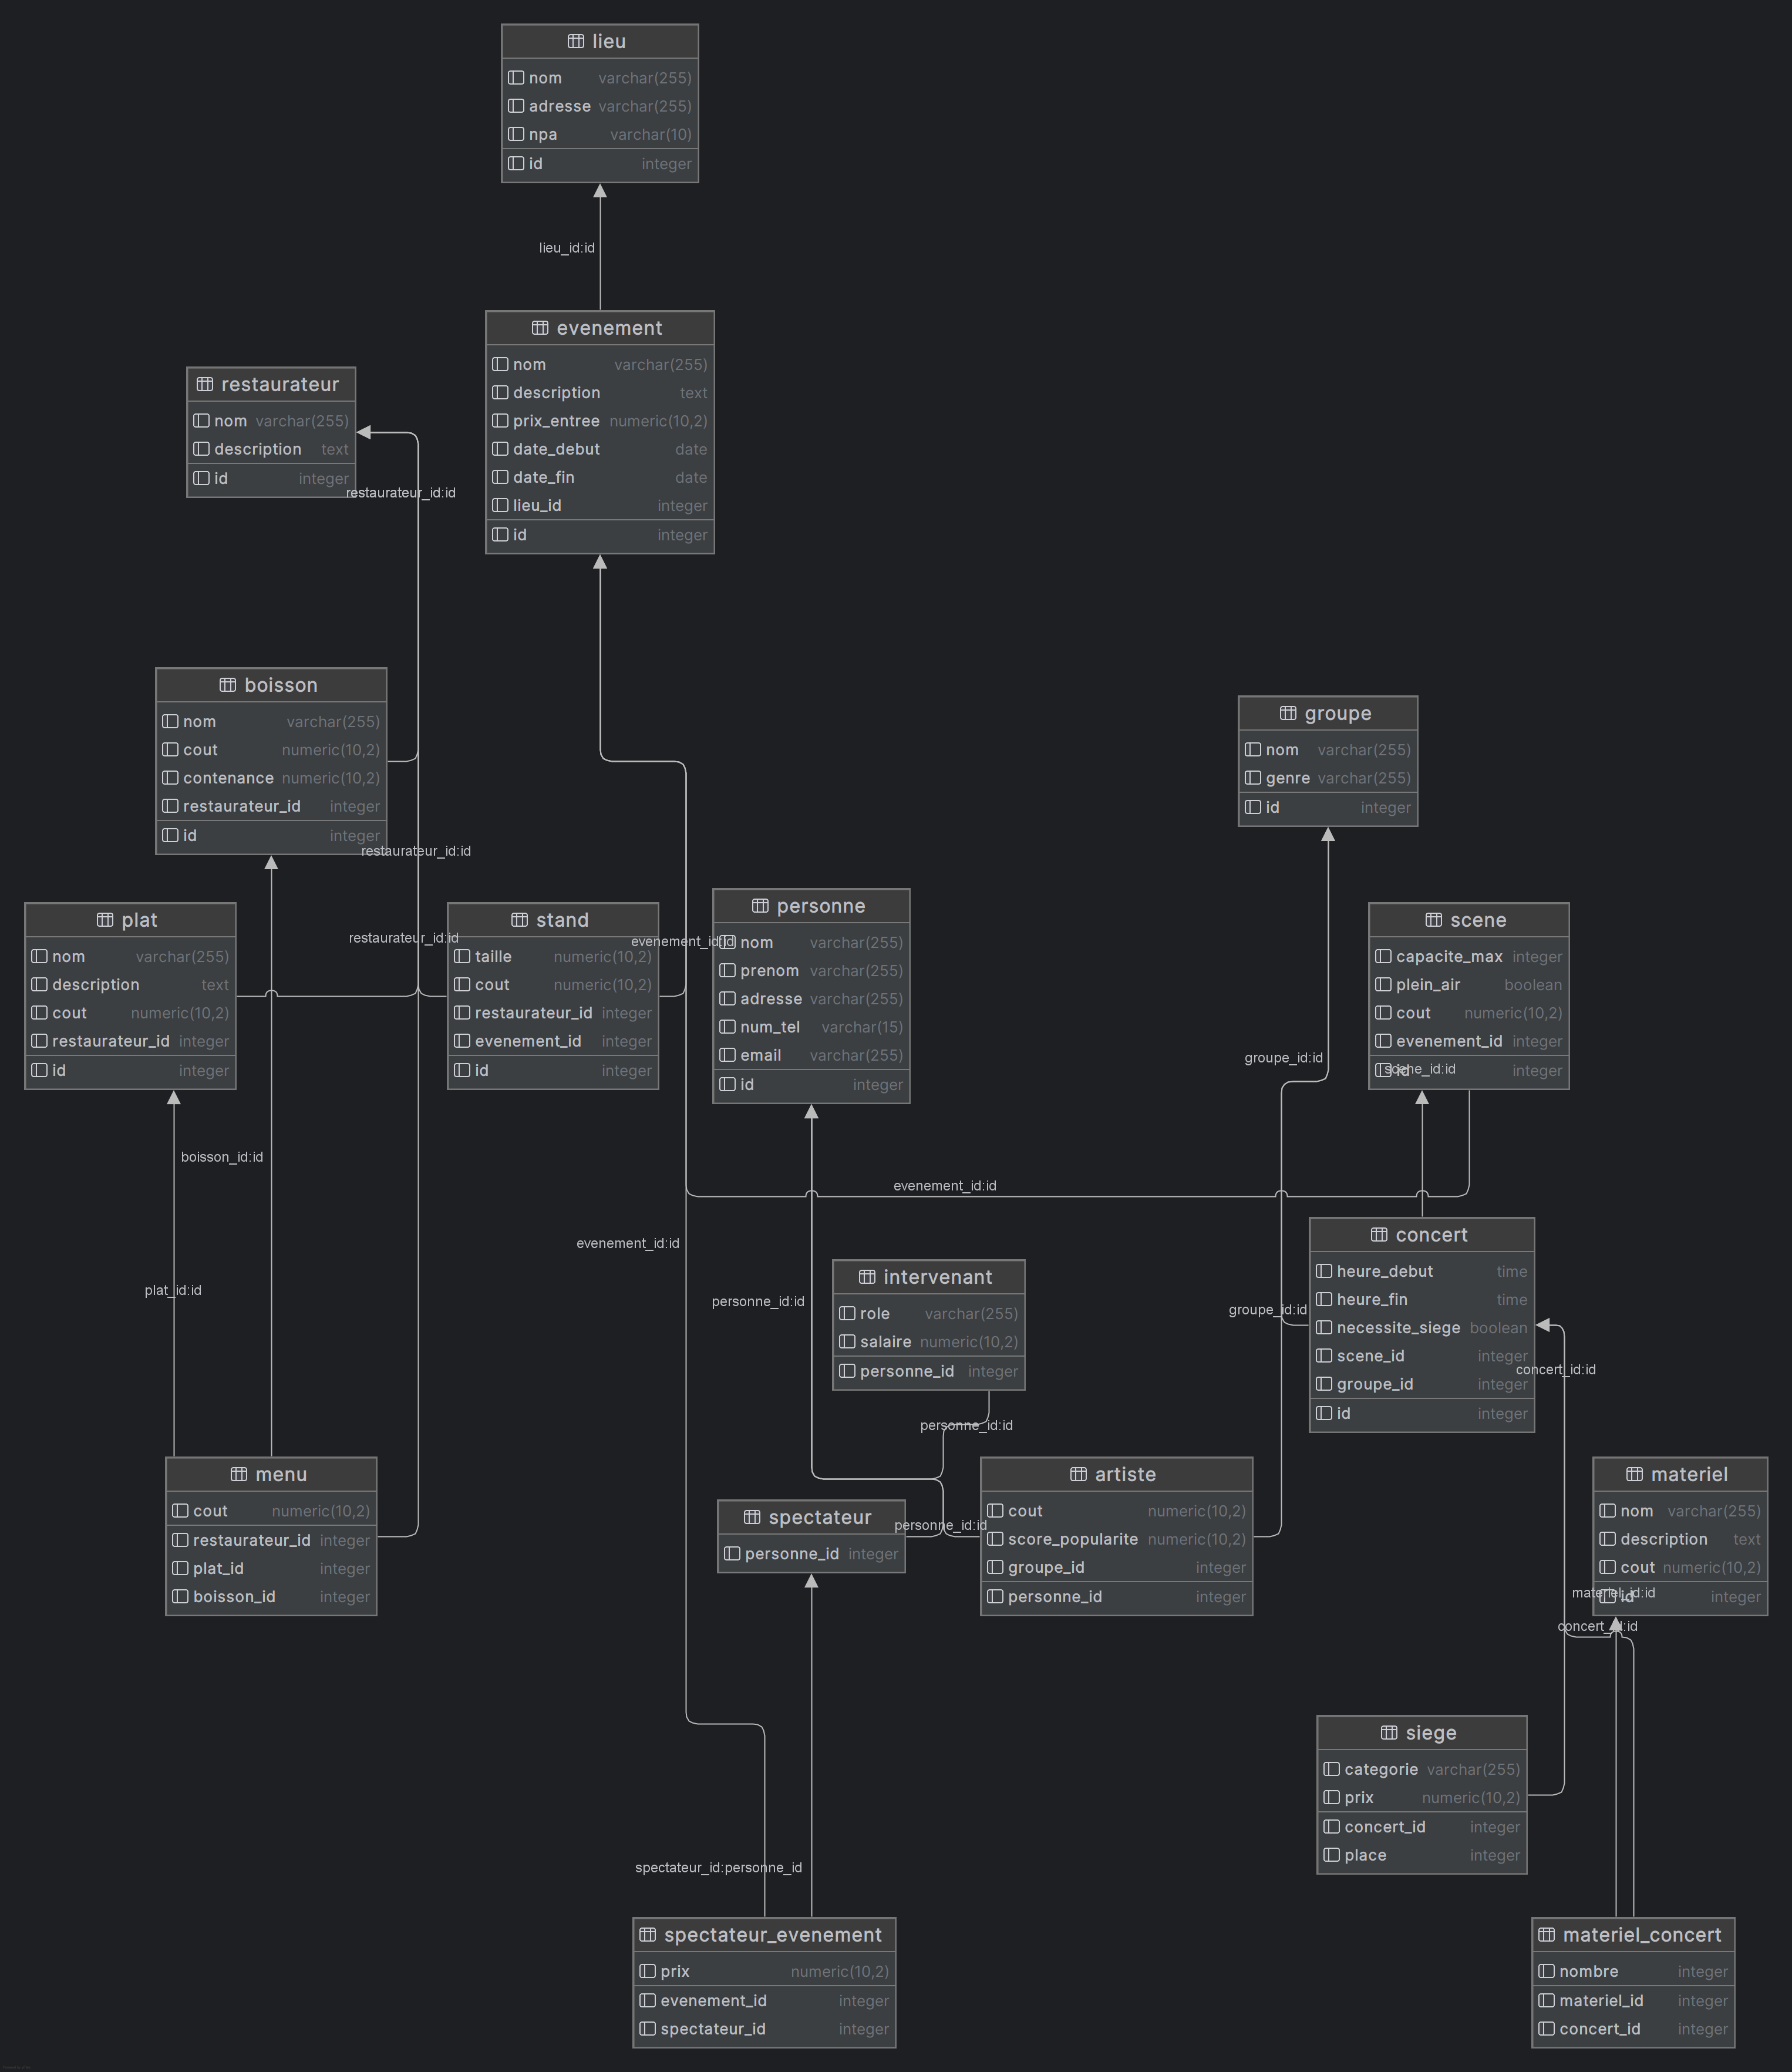 lieu
nom varchar(255)
adresse varchar(255)
npa varchar(10)
id integer
lieu_id:id
evenement
nom varchar(255)
description text
prix_entree numeric(10,2)
date_debut date
date_fin date
lieu_id integer
id integer
restaurateur
nom varchar(255)
description text
id integer
restaurateur_id:id
boisson
nom varchar(255)
cout numeric(10,2)
contenance numeric(10,2)
restaurateur_id integer
id integer
restaurateur_id:id
groupe
nom varchar(255)
genre varchar(255)
id integer
plat
nom varchar(255)
description text
cout numeric(10,2)
restaurateur_id integer
id integer
restaurateur_id:id
stand
taille numeric(10,2)
cout numeric(10,2)
restaurateur_id integer
evenement_id integer
id integer
evenement_id:id
personne
nom varchar(255)
prenom varchar(255)
adresse varchar(255)
num_tel varchar(15)
email varchar(255)
id integer
groupe_id:id
scene
capacite_max integer
plein_air boolean
cout numeric(10,2)
evenement_id integer
id integer
scene_id:id
boisson_id:id
evenement_id:id
evenement_id:id
plat_id:id
personne_id:id
intervenant
role varchar(255)
salaire numeric(10,2)
personne_id integer
personne_id:id
groupe_id:id
concert
heure_debut time
heure_fin time
necessite_siege boolean
scene_id integer
groupe_id integer
id integer
concert_id:id
menu
cout numeric(10,2)
restaurateur_id integer
plat_id integer
boisson_id integer
spectateur
personne_id integer
personne_id:id
artiste
cout numeric(10,2)
score_popularite numeric(10,2)
groupe_id integer
personne_id integer
materiel
nom varchar(255)
description text
cout numeric(10,2)
id integer
materiel_id:id
concert_id:id
siege
categorie varchar(255)
prix numeric(10,2)
concert_id integer
place integer
spectateur_id:personne_id
spectateur_evenement
prix numeric(10,2)
evenement_id integer
spectateur_id integer
materiel_concert
nombre integer
materiel_id integer
concert_id integer